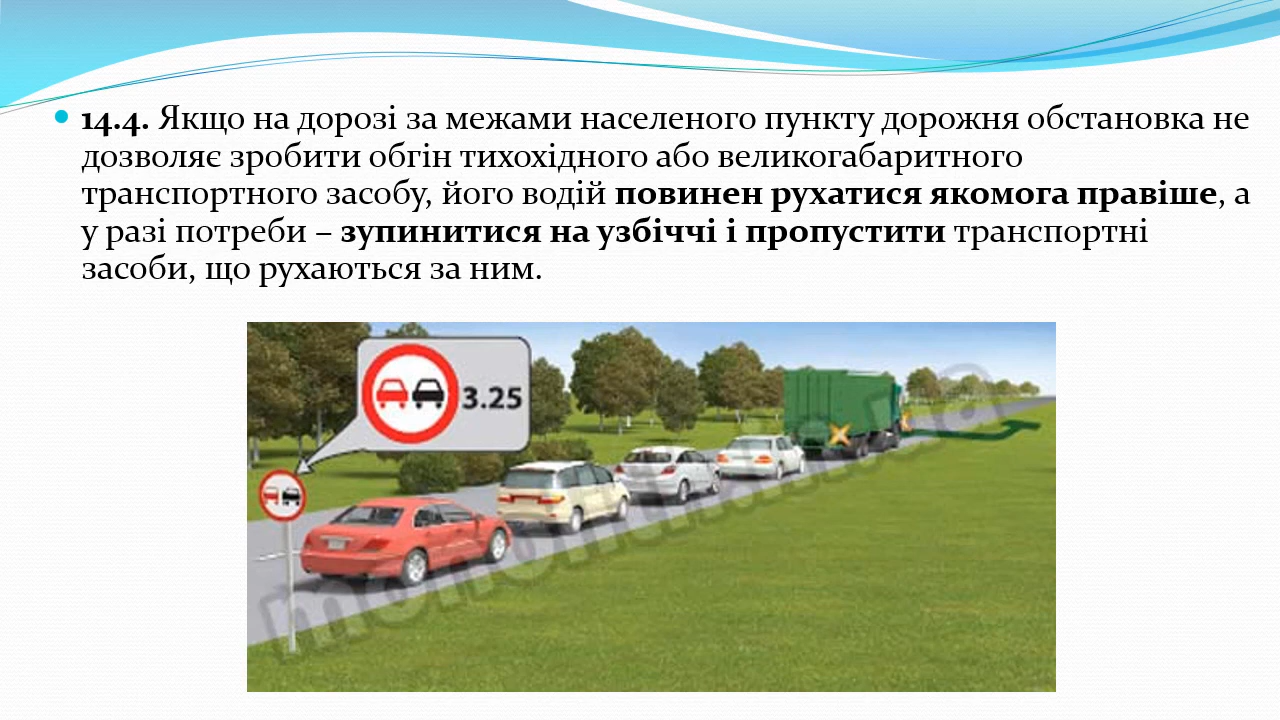 14.4. Якщо на дорозі за межами населеного пункту дорожня обстановка не
дозволяє зробити обгін тихохідного або великогабаритного
транспортного засобу, його водій повинен рухатися якомога правіше, а
у разі потреби – зупинитися на узбіччі і пропустити транспортні
засоби, що рухаються за ним.
3.25